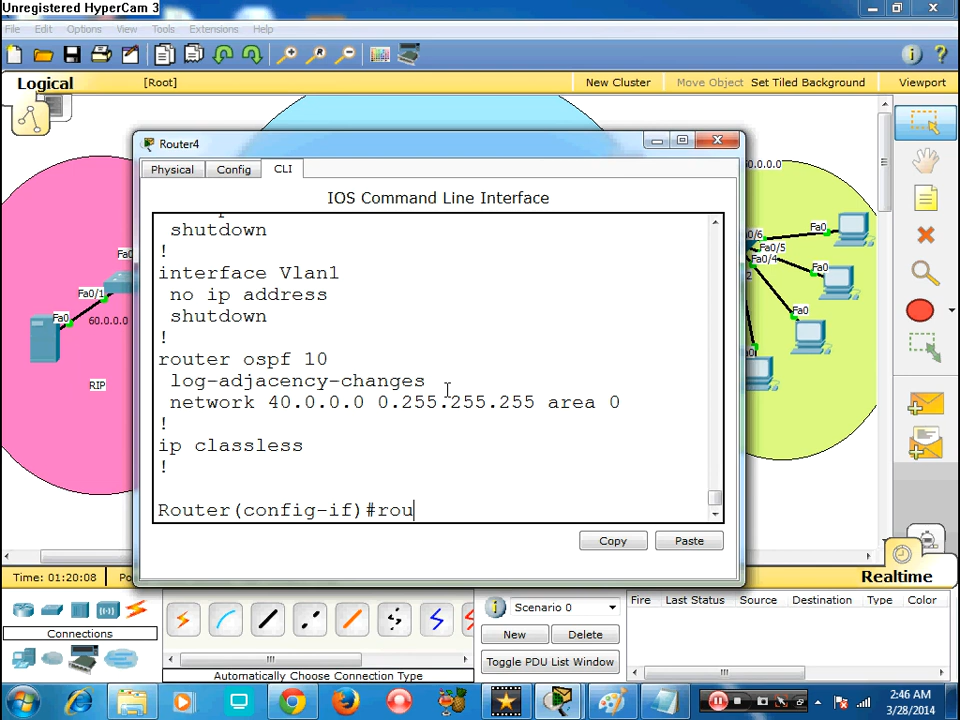 Unregistered HyperCam 3
File Edit Options View Tools Extensions Help
Logical [Root] New Cluster Move Object Set Tiled Background Viewport
Router4
Physical Config CLI
IOS Command Line Interface
shutdown
!
interface Vlan1
no ip address
shutdown
!
router ospf 10
log-adjacency-changes
network 40.0.0.0 0.255.255.255 area 0
!
ip classless
!
Router(config-if)#rou
Copy Paste
Fa0/1
Fa0
60.0.0.0
RIP
Fa0/6
Fa0
Fa0/5
Fa0/4
Fa0
Fa0
Time: 01:20:08
Realtime
Connections
Automatically Choose Connection Type
Scenario 0
New Delete
Toggle PDU List Window
Fire Last Status Source Destination Type Color
2:46 AM
3/28/2014